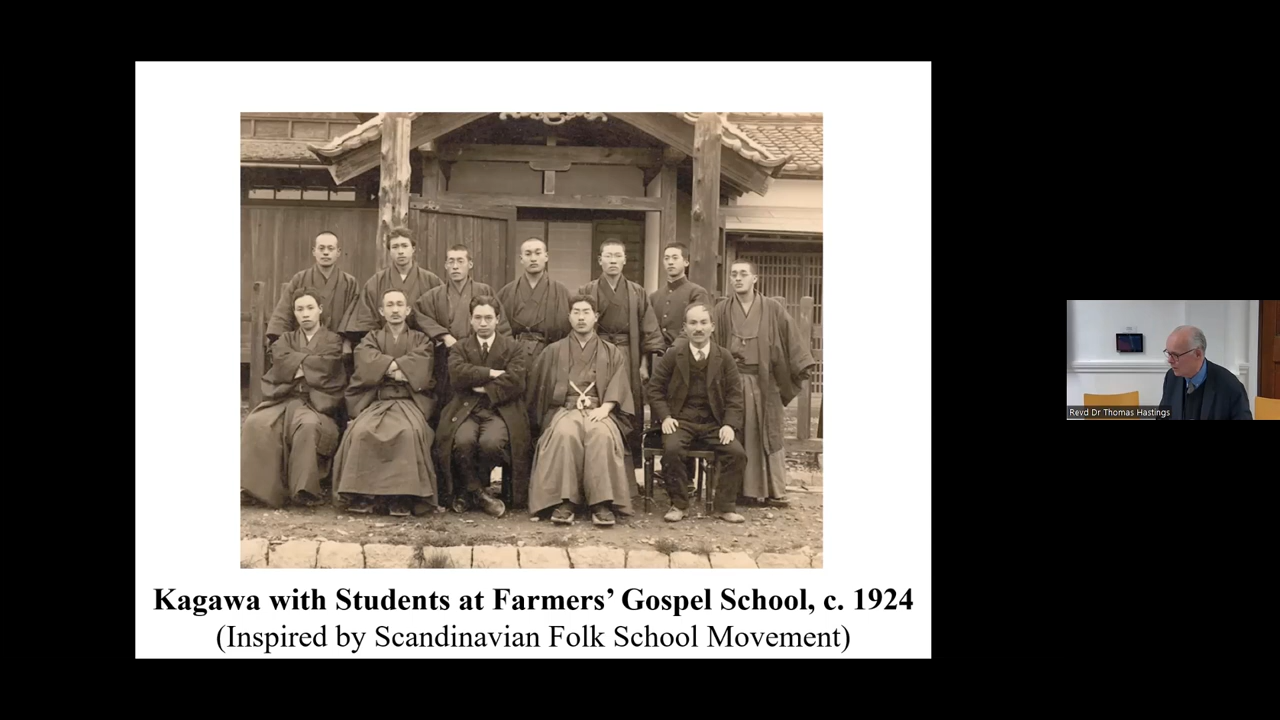 Kagawa with Students at Farmers’ Gospel School, c. 1924
(Inspired by Scandinavian Folk School Movement)
Revd Dr Thomas Hastings